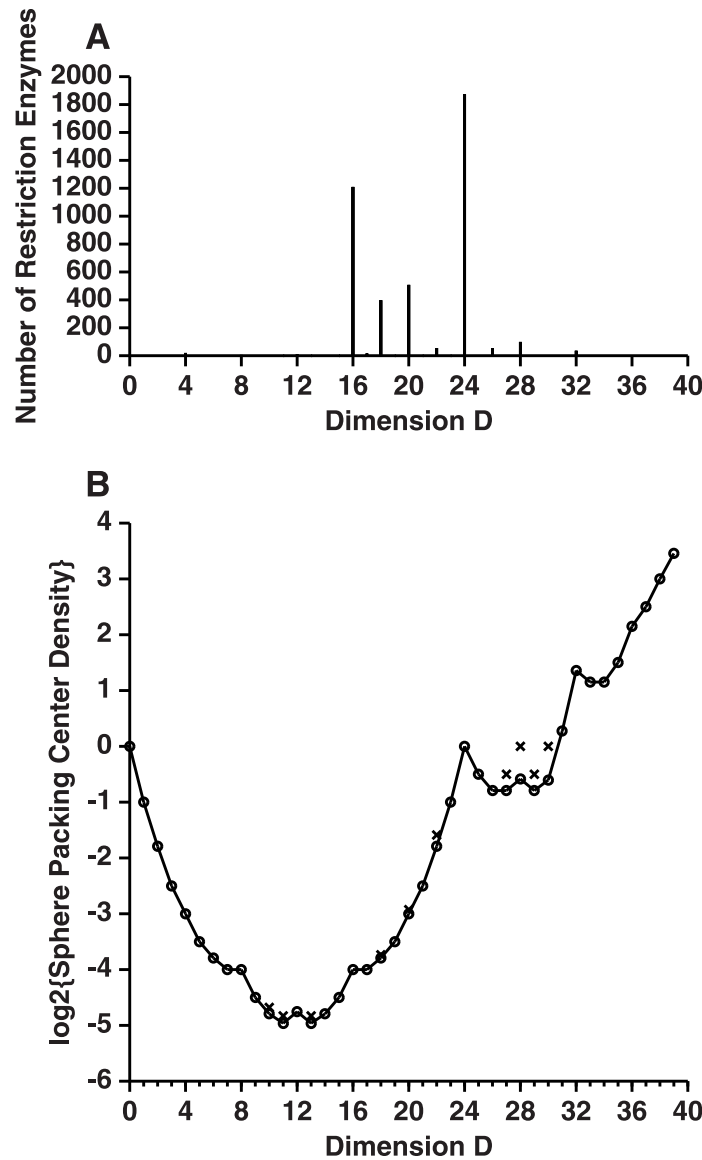 A
Number of Restriction Enzymes
2000
1800
1600
1400
1200
1000
800
600
400
200
0
0 4 8 12 16 20 24 28 32 36 40
Dimension D
B
log2{Sphere Packing Center Density}
4
3
2
1
0
-1
-2
-3
-4
-5
-6
0 4 8 12 16 20 24 28 32 36 40
Dimension D